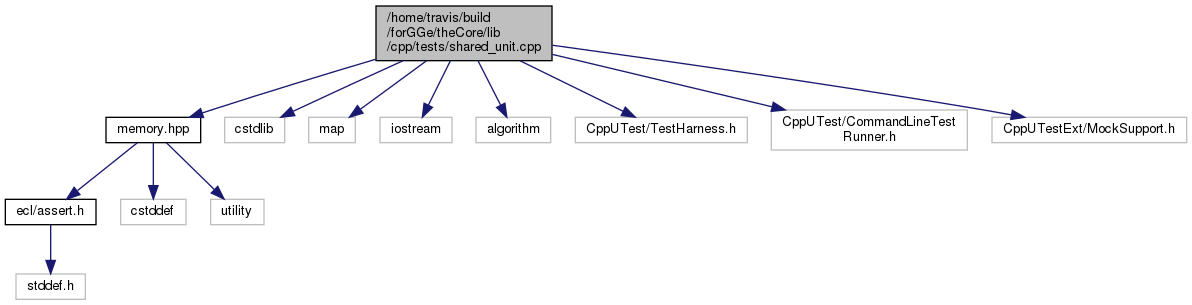 /home/travis/build
/forGGe/theCore/lib
/cpp/tests/shared_unit.cpp
memory.hpp
cstdlib
map
iostream
algorithm
CppUTest/TestHarness.h
CppUTest/CommandLineTest
Runner.h
CppUTestExt/MockSupport.h
ecl/assert.h
cstddef
utility
stddef.h